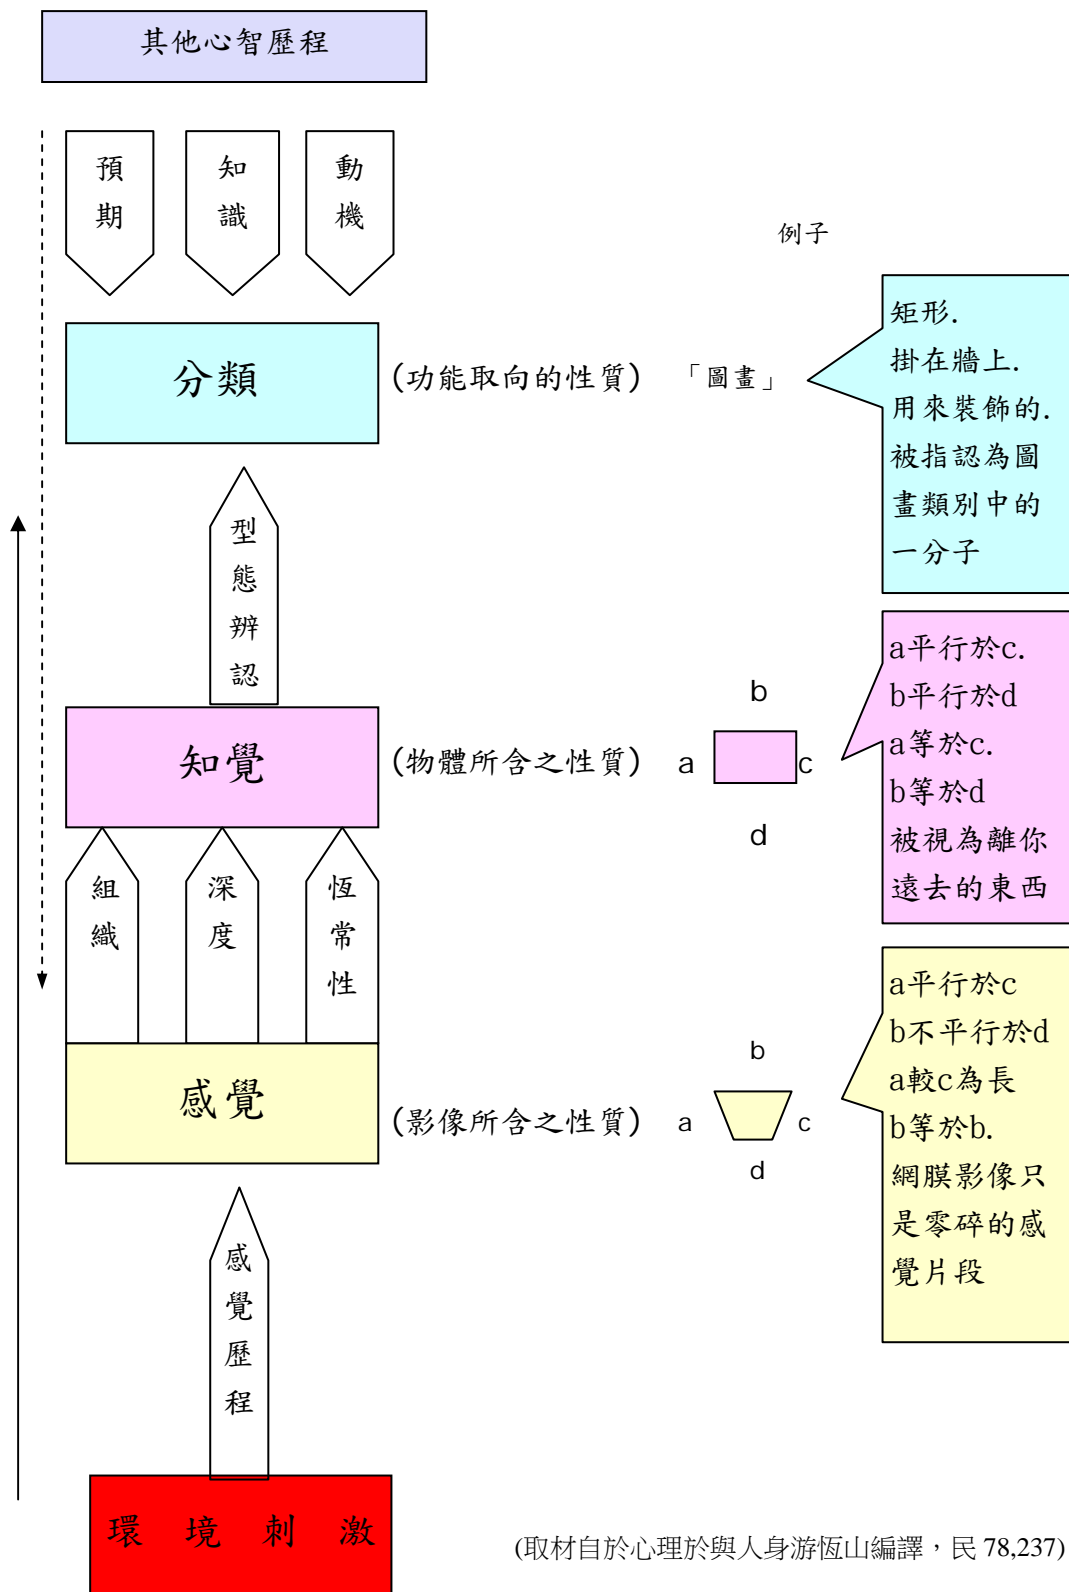 其他心智歷程
預期
知識
動機
例子
分類
(功能取向的性質)
「圖畫」
矩形.
掛在牆上.
用來裝飾的.
被指認為圖
畫類別中的
一分子
型態辨認
知覺
(物體所含之性質)
b
a
c
d
a平行於c.
b平行於d
a等於c.
b等於d
被視為離你
遠去的東西
組織
深度
恆常性
感覺
(影像所含之性質)
b
a
c
d
a平行於c
b不平行於d
a較c為長
b等於b.
網膜影像只
是零碎的感
覺片段
感覺歷程
環境刺激
(取材自於心理於與人身游恆山編譯，民 78,237)